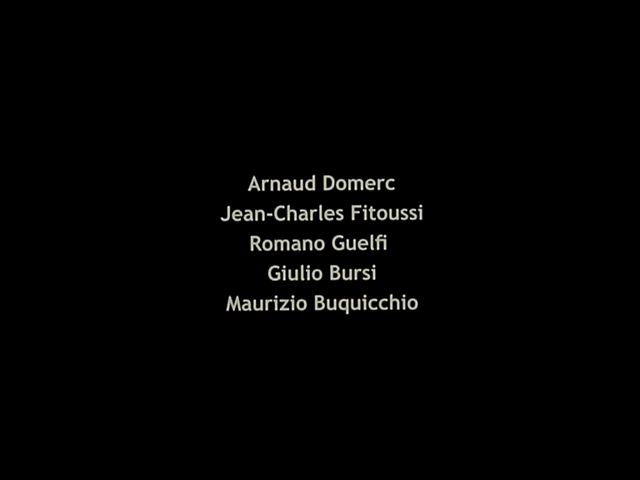 Arnaud Domerc
Jean-Charles Fitoussi
Romano Guelfi
Giulio Bursi
Maurizio Buquicchio